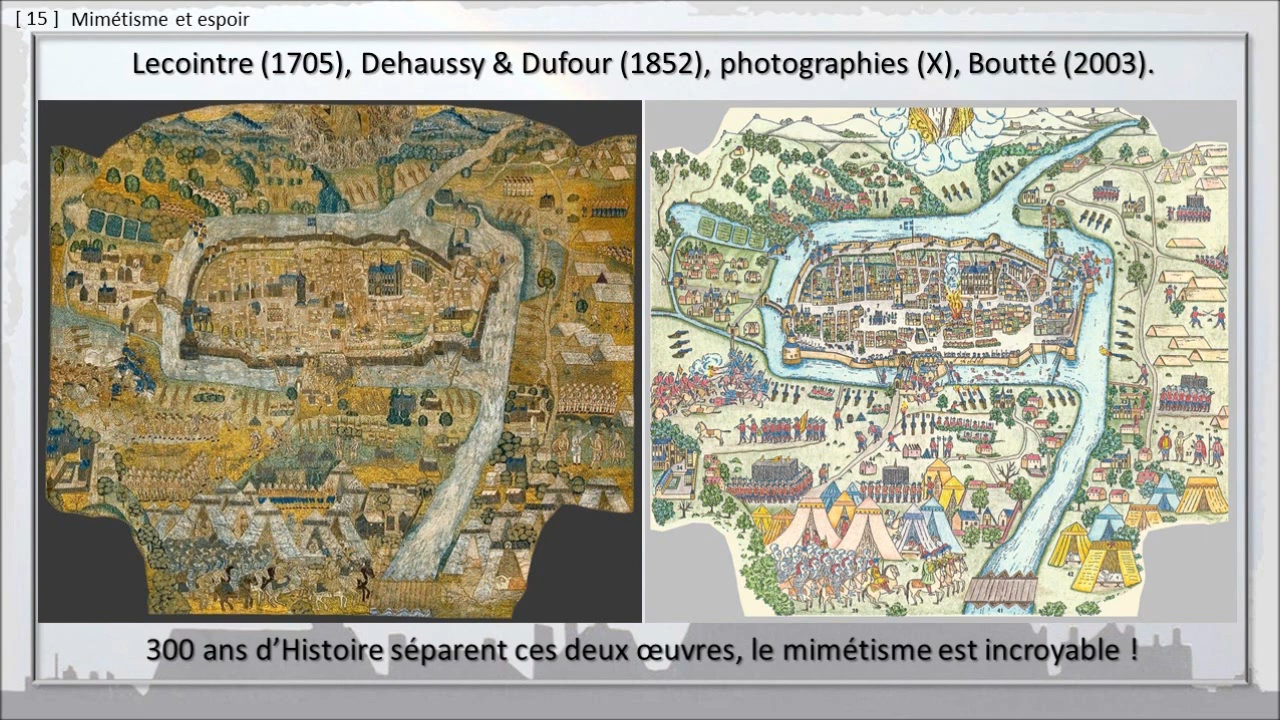 [ 15 ] Mimétisme et espoir
Lecointre (1705), Dehaussy & Dufour (1852), photographies (X), Boutté (2003).
300 ans d’Histoire séparent ces deux œuvres, le mimétisme est incroyable !